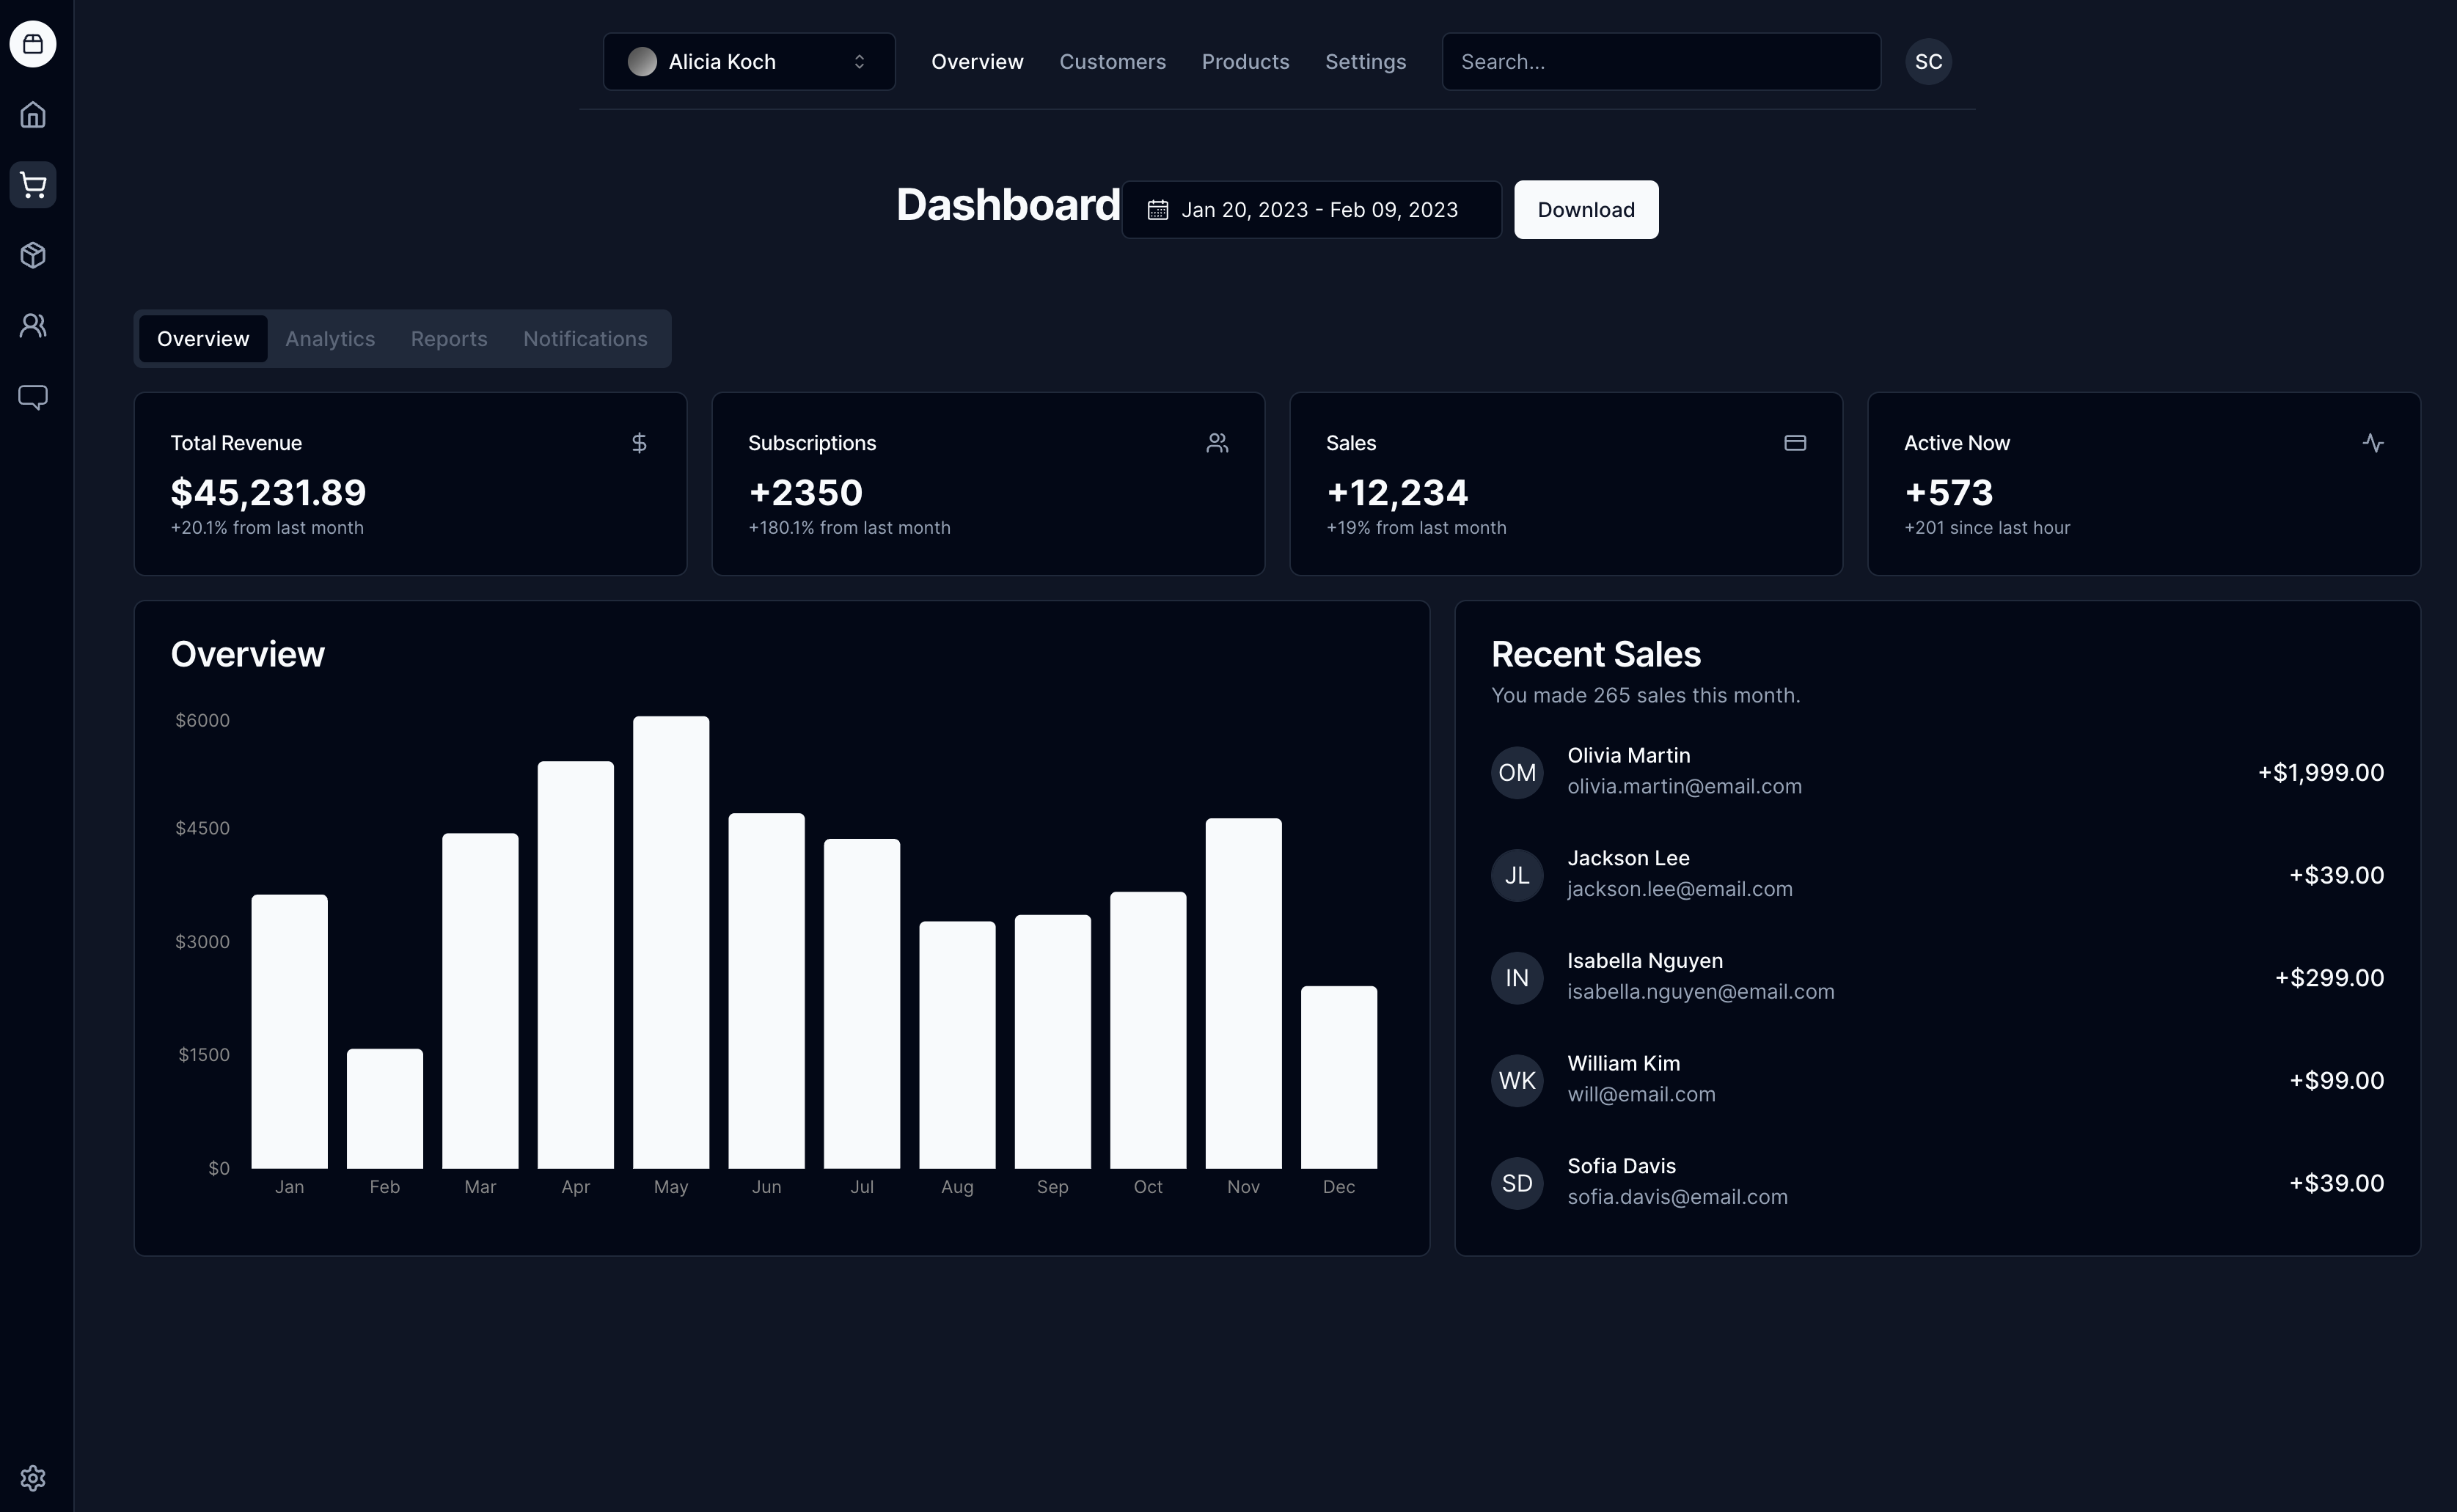 Alicia Koch
Overview Customers Products Settings
Search...
SC
Dashboard
Jan 20, 2023 - Feb 09, 2023
Download
Overview Analytics Reports Notifications
Total Revenue
$45,231.89
+20.1% from last month
Subscriptions
+2350
+180.1% from last month
Sales
+12,234
+19% from last month
Active Now
+573
+201 since last hour
Overview
$6000
$4500
$3000
$1500
$0
Jan Feb Mar Apr May Jun Jul Aug Sep Oct Nov Dec
Recent Sales
You made 265 sales this month.
OM
Olivia Martin
olivia.martin@email.com
+$1,999.00
JL
Jackson Lee
jackson.lee@email.com
+$39.00
IN
Isabella Nguyen
isabella.nguyen@email.com
+$299.00
WK
William Kim
will@email.com
+$99.00
SD
Sofia Davis
sofia.davis@email.com
+$39.00